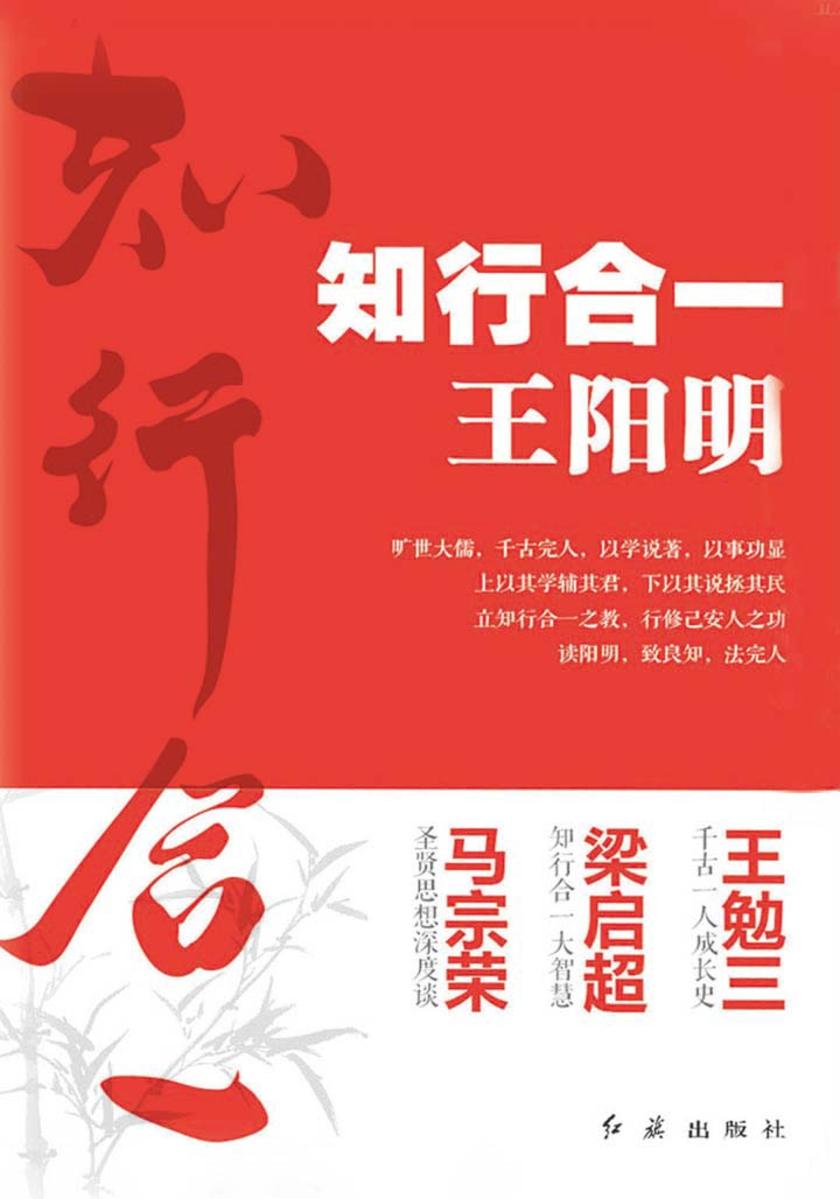 知行合一
知行合一
王阳明
旷世大儒，千古完人，以学说著，以事功显
上以其学辅其君，下以其说拯其民
立知行合一之教，行修己安人之功
读阳明，致良知，法完人
王勉三
千古一人成长史
梁启超
知行合一大智慧
马宗荣
圣贤思想深度谈
红旗出版社